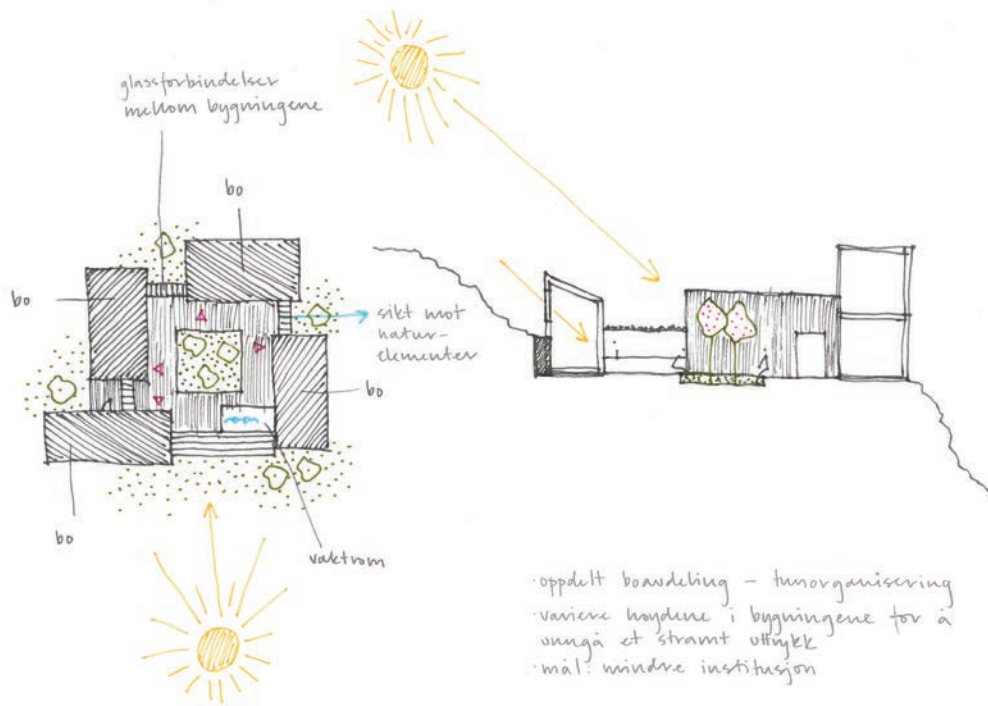 glassforbindelser
mellom bygningene
bo
bo
bo
bo
sikt mot
natur-
elementer
vaktrom
·oppdelt boavdeling – tunorganisering
·variere høydene i bygningene for å
unngå et stramt uttrykk
·mål: mindre institusjon